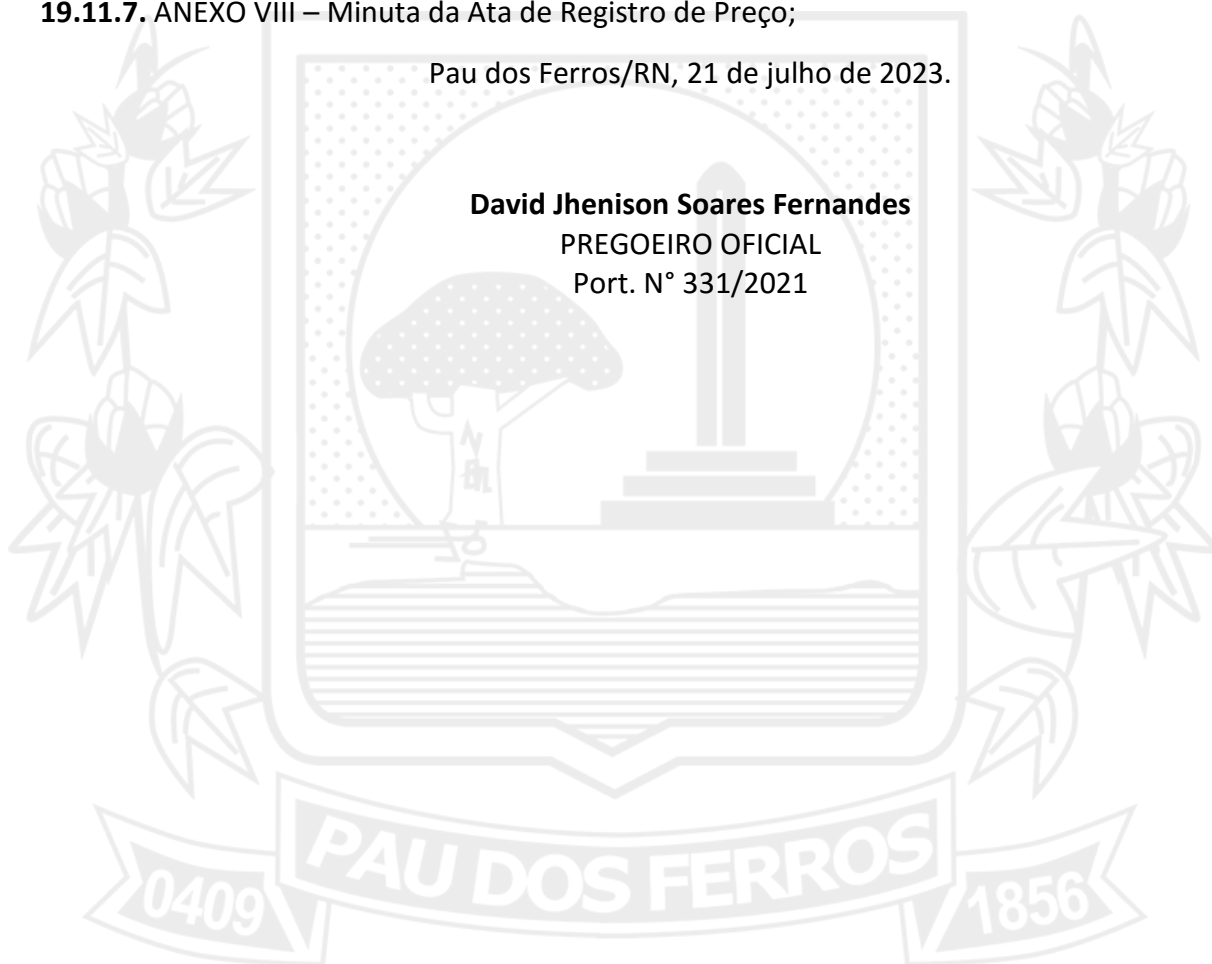 19.11.7. ANEXO VIII – Minuta da Ata de Registro de Preço;
Pau dos Ferros/RN, 21 de julho de 2023.
David Jhenison Soares Fernandes
PREGOEIRO OFICIAL
Port. N° 331/2021
PAU DOS FERROS
0409
1856